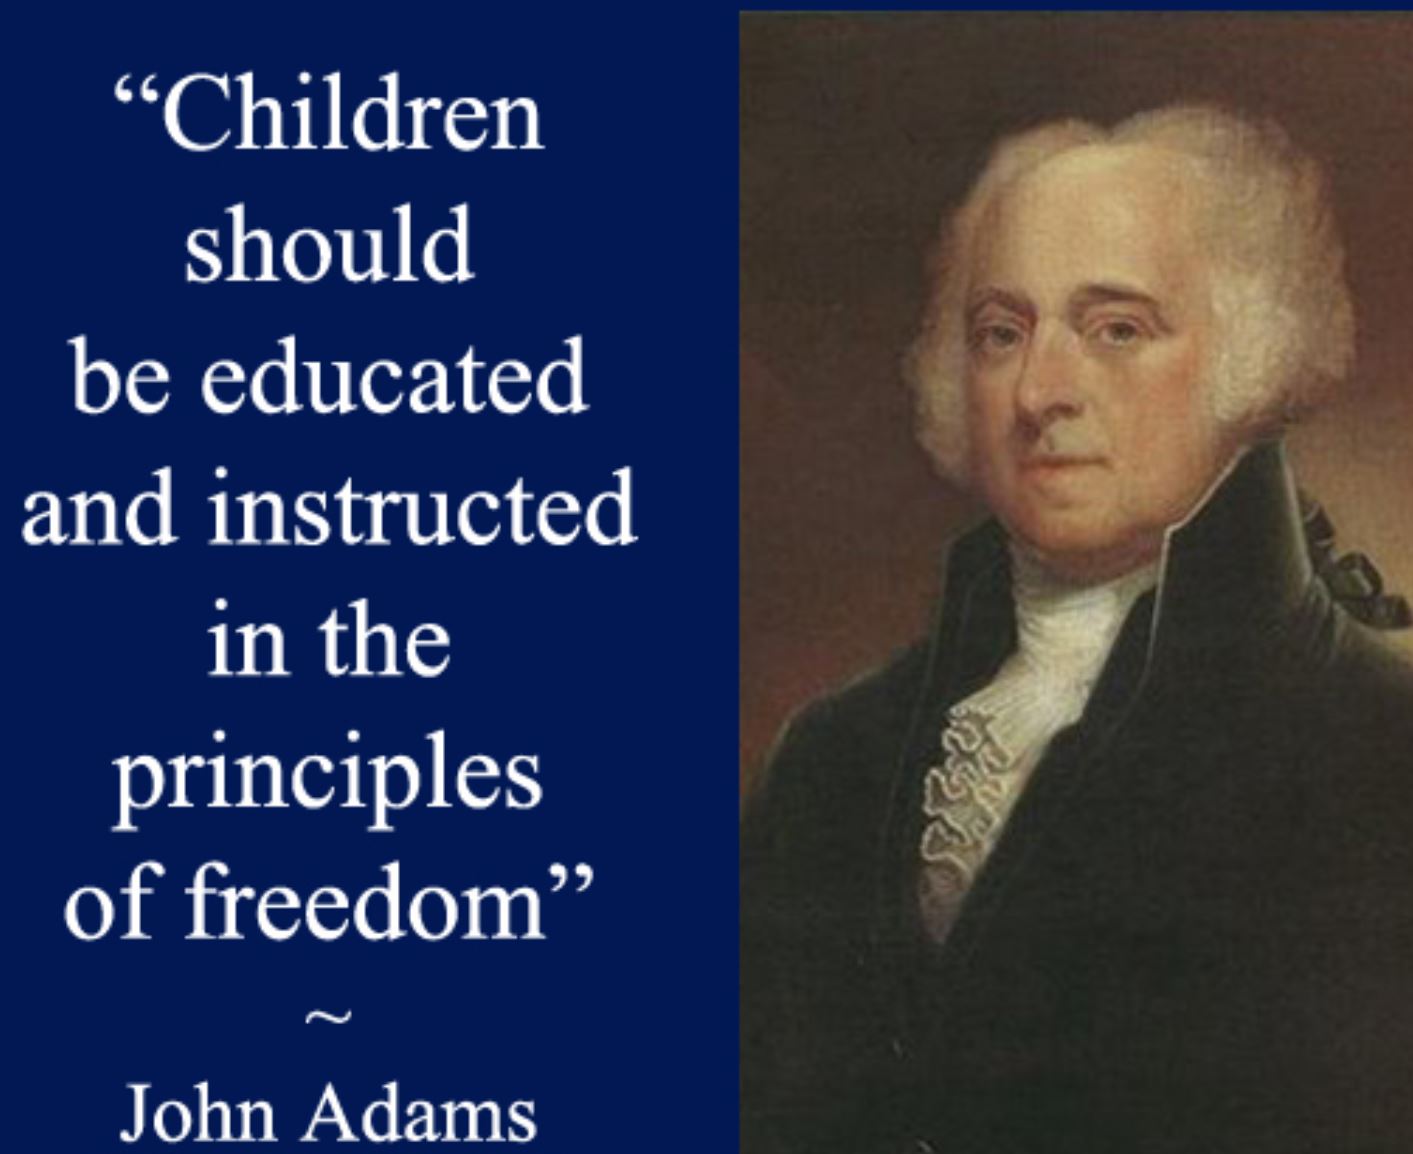 “Children
should
be educated
and instructed
in the
principles
of freedom”
~
John Adams